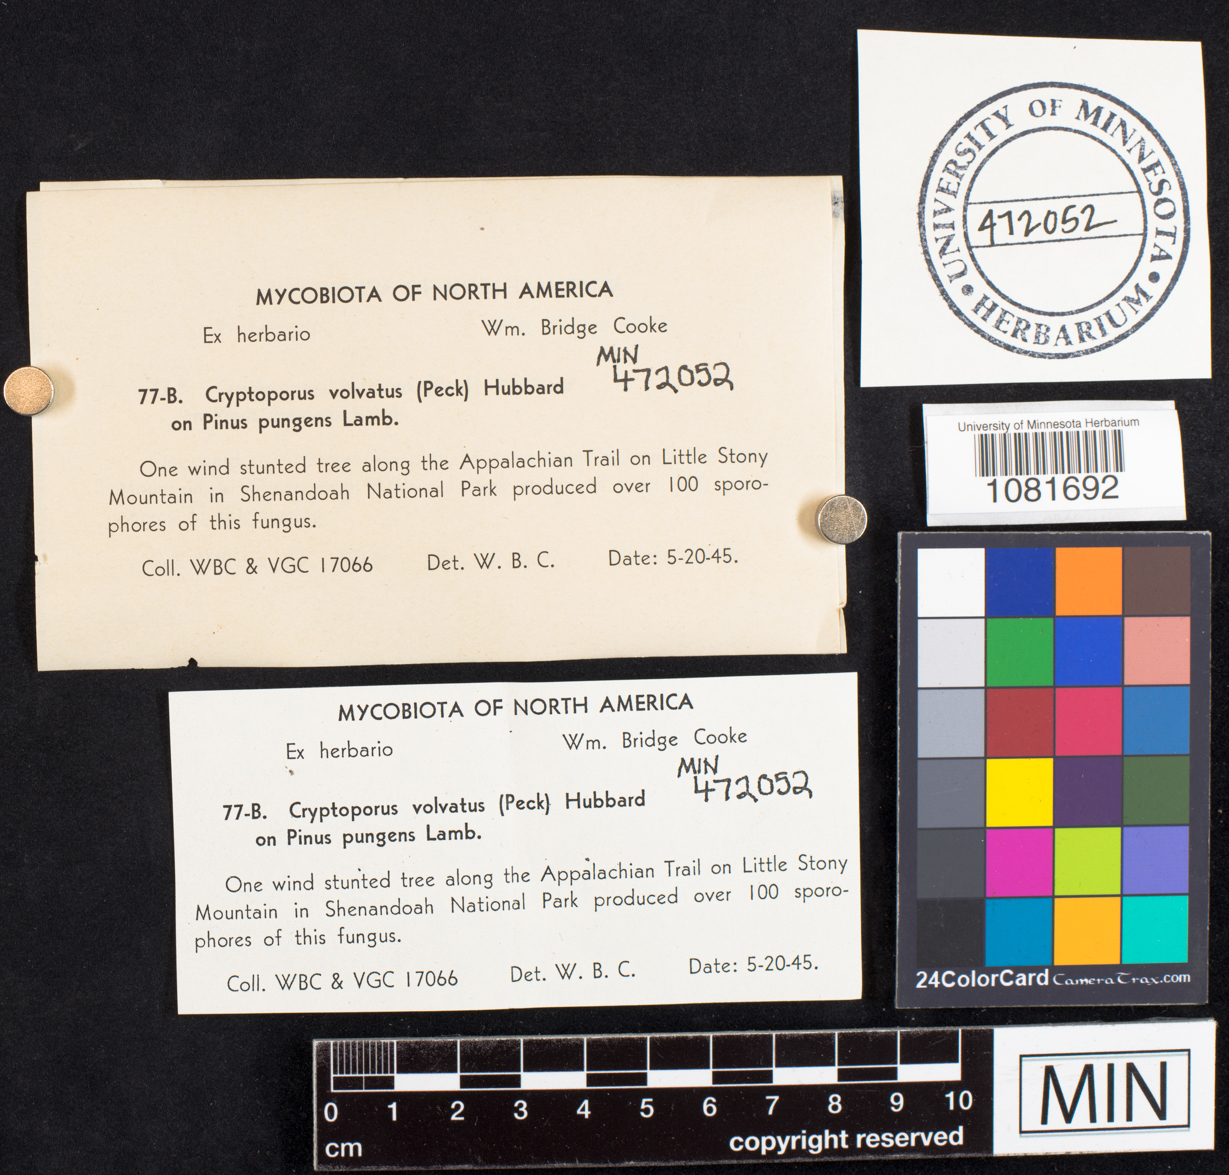 UNIVERSITY OF MINNESOTA
472052
• HERBARIUM •
MYCOBIOTA OF NORTH AMERICA
Ex herbario Wm. Bridge Cooke
MIN
472052
77-B. Cryptoporus volvatus (Peck) Hubbard
on Pinus pungens Lamb.
One wind stunted tree along the Appalachian Trail on Little Stony
Mountain in Shenandoah National Park produced over 100 sporo-
phores of this fungus.
Coll. WBC & VGC 17066 Det. W. B. C. Date: 5-20-45.
University of Minnesota Herbarium
1081692
MYCOBIOTA OF NORTH AMERICA
Ex herbario Wm. Bridge Cooke
MIN
472052
77-B. Cryptoporus volvatus (Peck) Hubbard
on Pinus pungens Lamb.
One wind stunted tree along the Appalachian Trail on Little Stony
Mountain in Shenandoah National Park produced over 100 sporo-
phores of this fungus.
Coll. WBC & VGC 17066 Det. W. B. C. Date: 5-20-45.
24ColorCard CameraTrax.com
0 1 2 3 4 5 6 7 8 9 10
cm copyright reserved
MIN